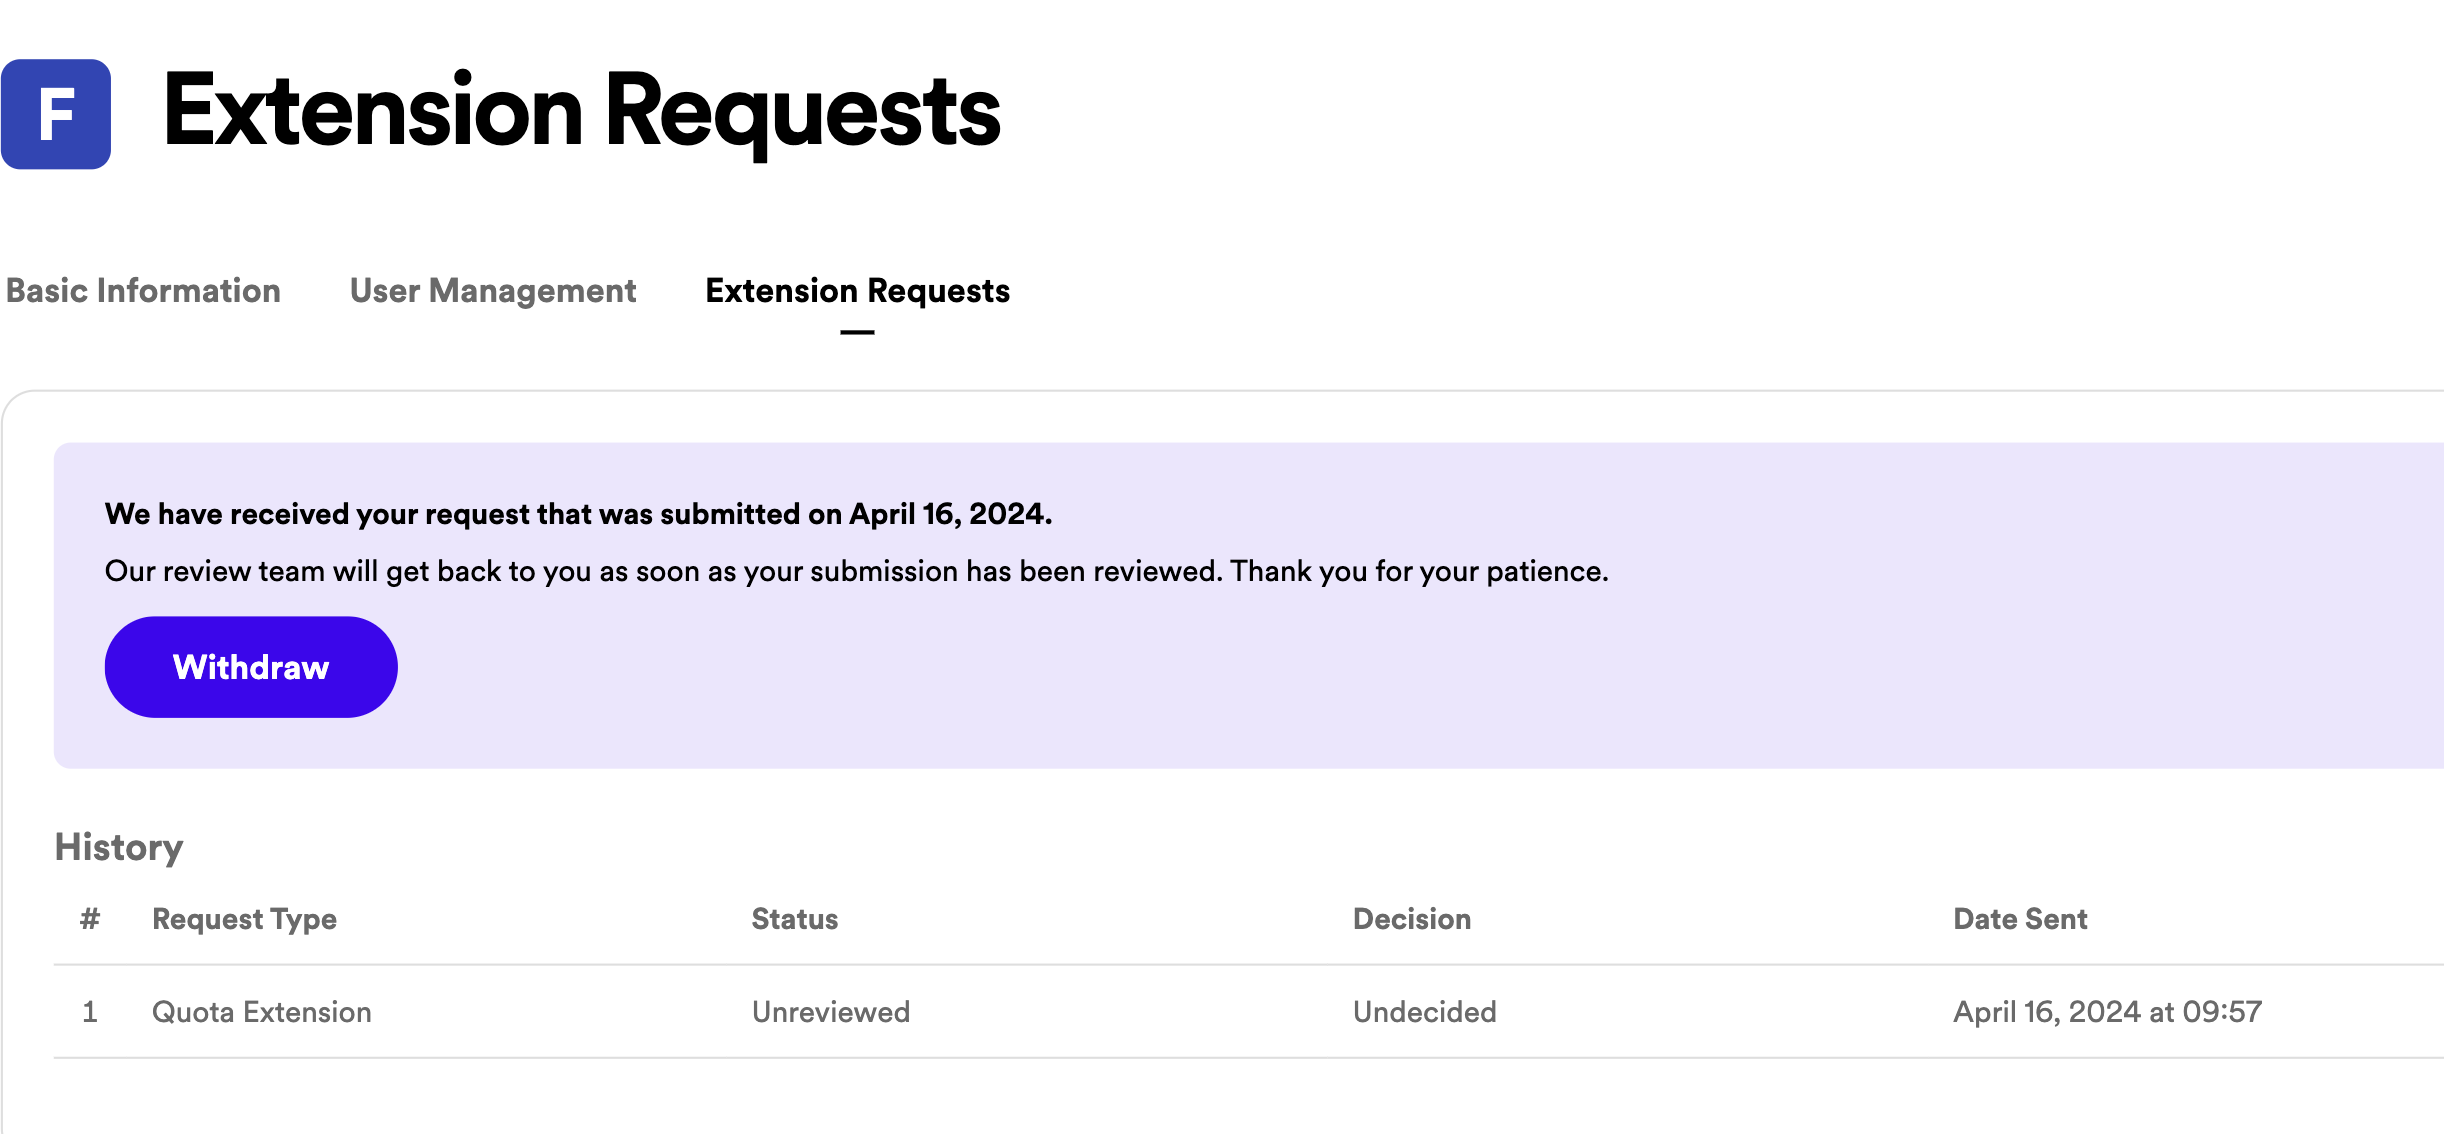 F
Extension Requests
Basic Information User Management Extension Requests
We have received your request that was submitted on April 16, 2024.
Our review team will get back to you as soon as your submission has been reviewed. Thank you for your patience.
Withdraw
History
# Request Type Status Decision Date Sent
1 Quota Extension Unreviewed Undecided April 16, 2024 at 09:57